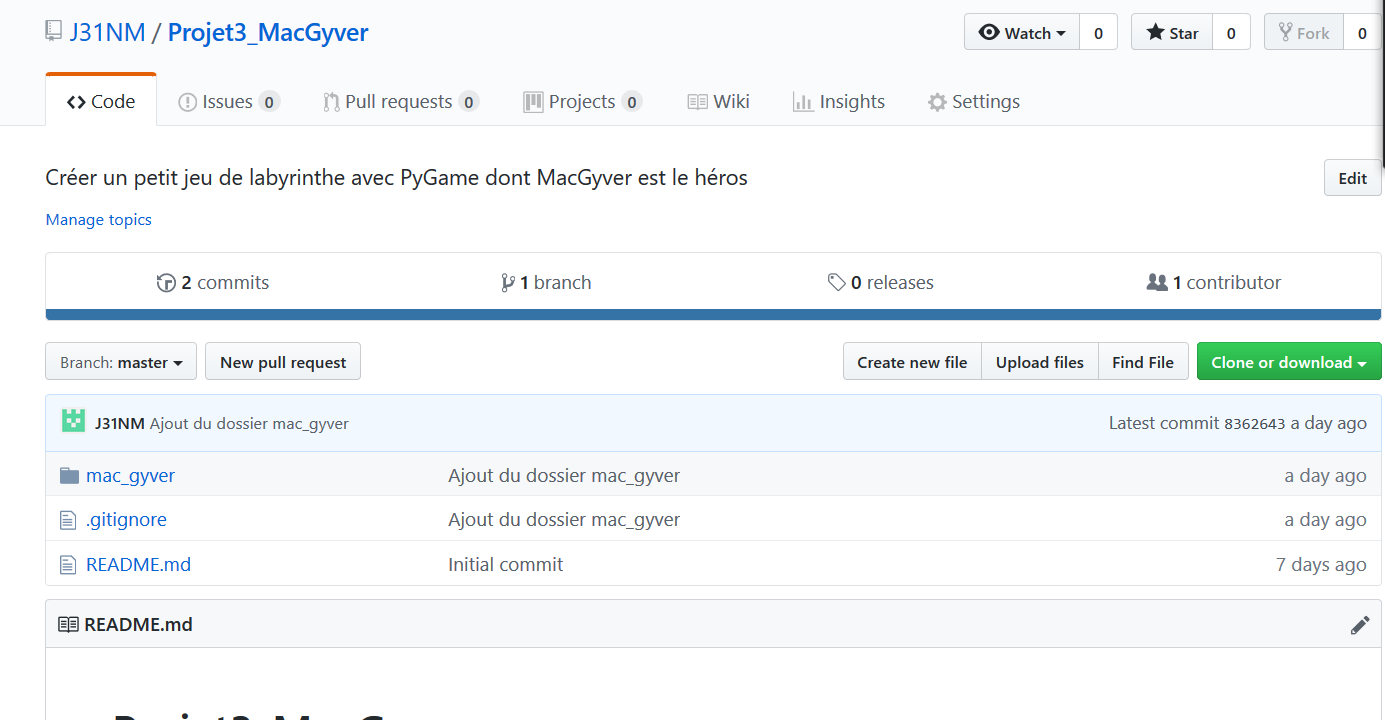 J31NM / Projet3_MacGyver
Watch 0 Star 0 Fork 0
Code Issues 0 Pull requests 0 Projects 0 Wiki Insights Settings
Créer un petit jeu de labyrinthe avec PyGame dont MacGyver est le héros
Edit
Manage topics
2 commits 1 branch 0 releases 1 contributor
Branch: master New pull request Create new file Upload files Find File Clone or download
J31NM Ajout du dossier mac_gyver Latest commit 8362643 a day ago
mac_gyver Ajout du dossier mac_gyver a day ago
.gitignore Ajout du dossier mac_gyver a day ago
README.md Initial commit 7 days ago
README.md